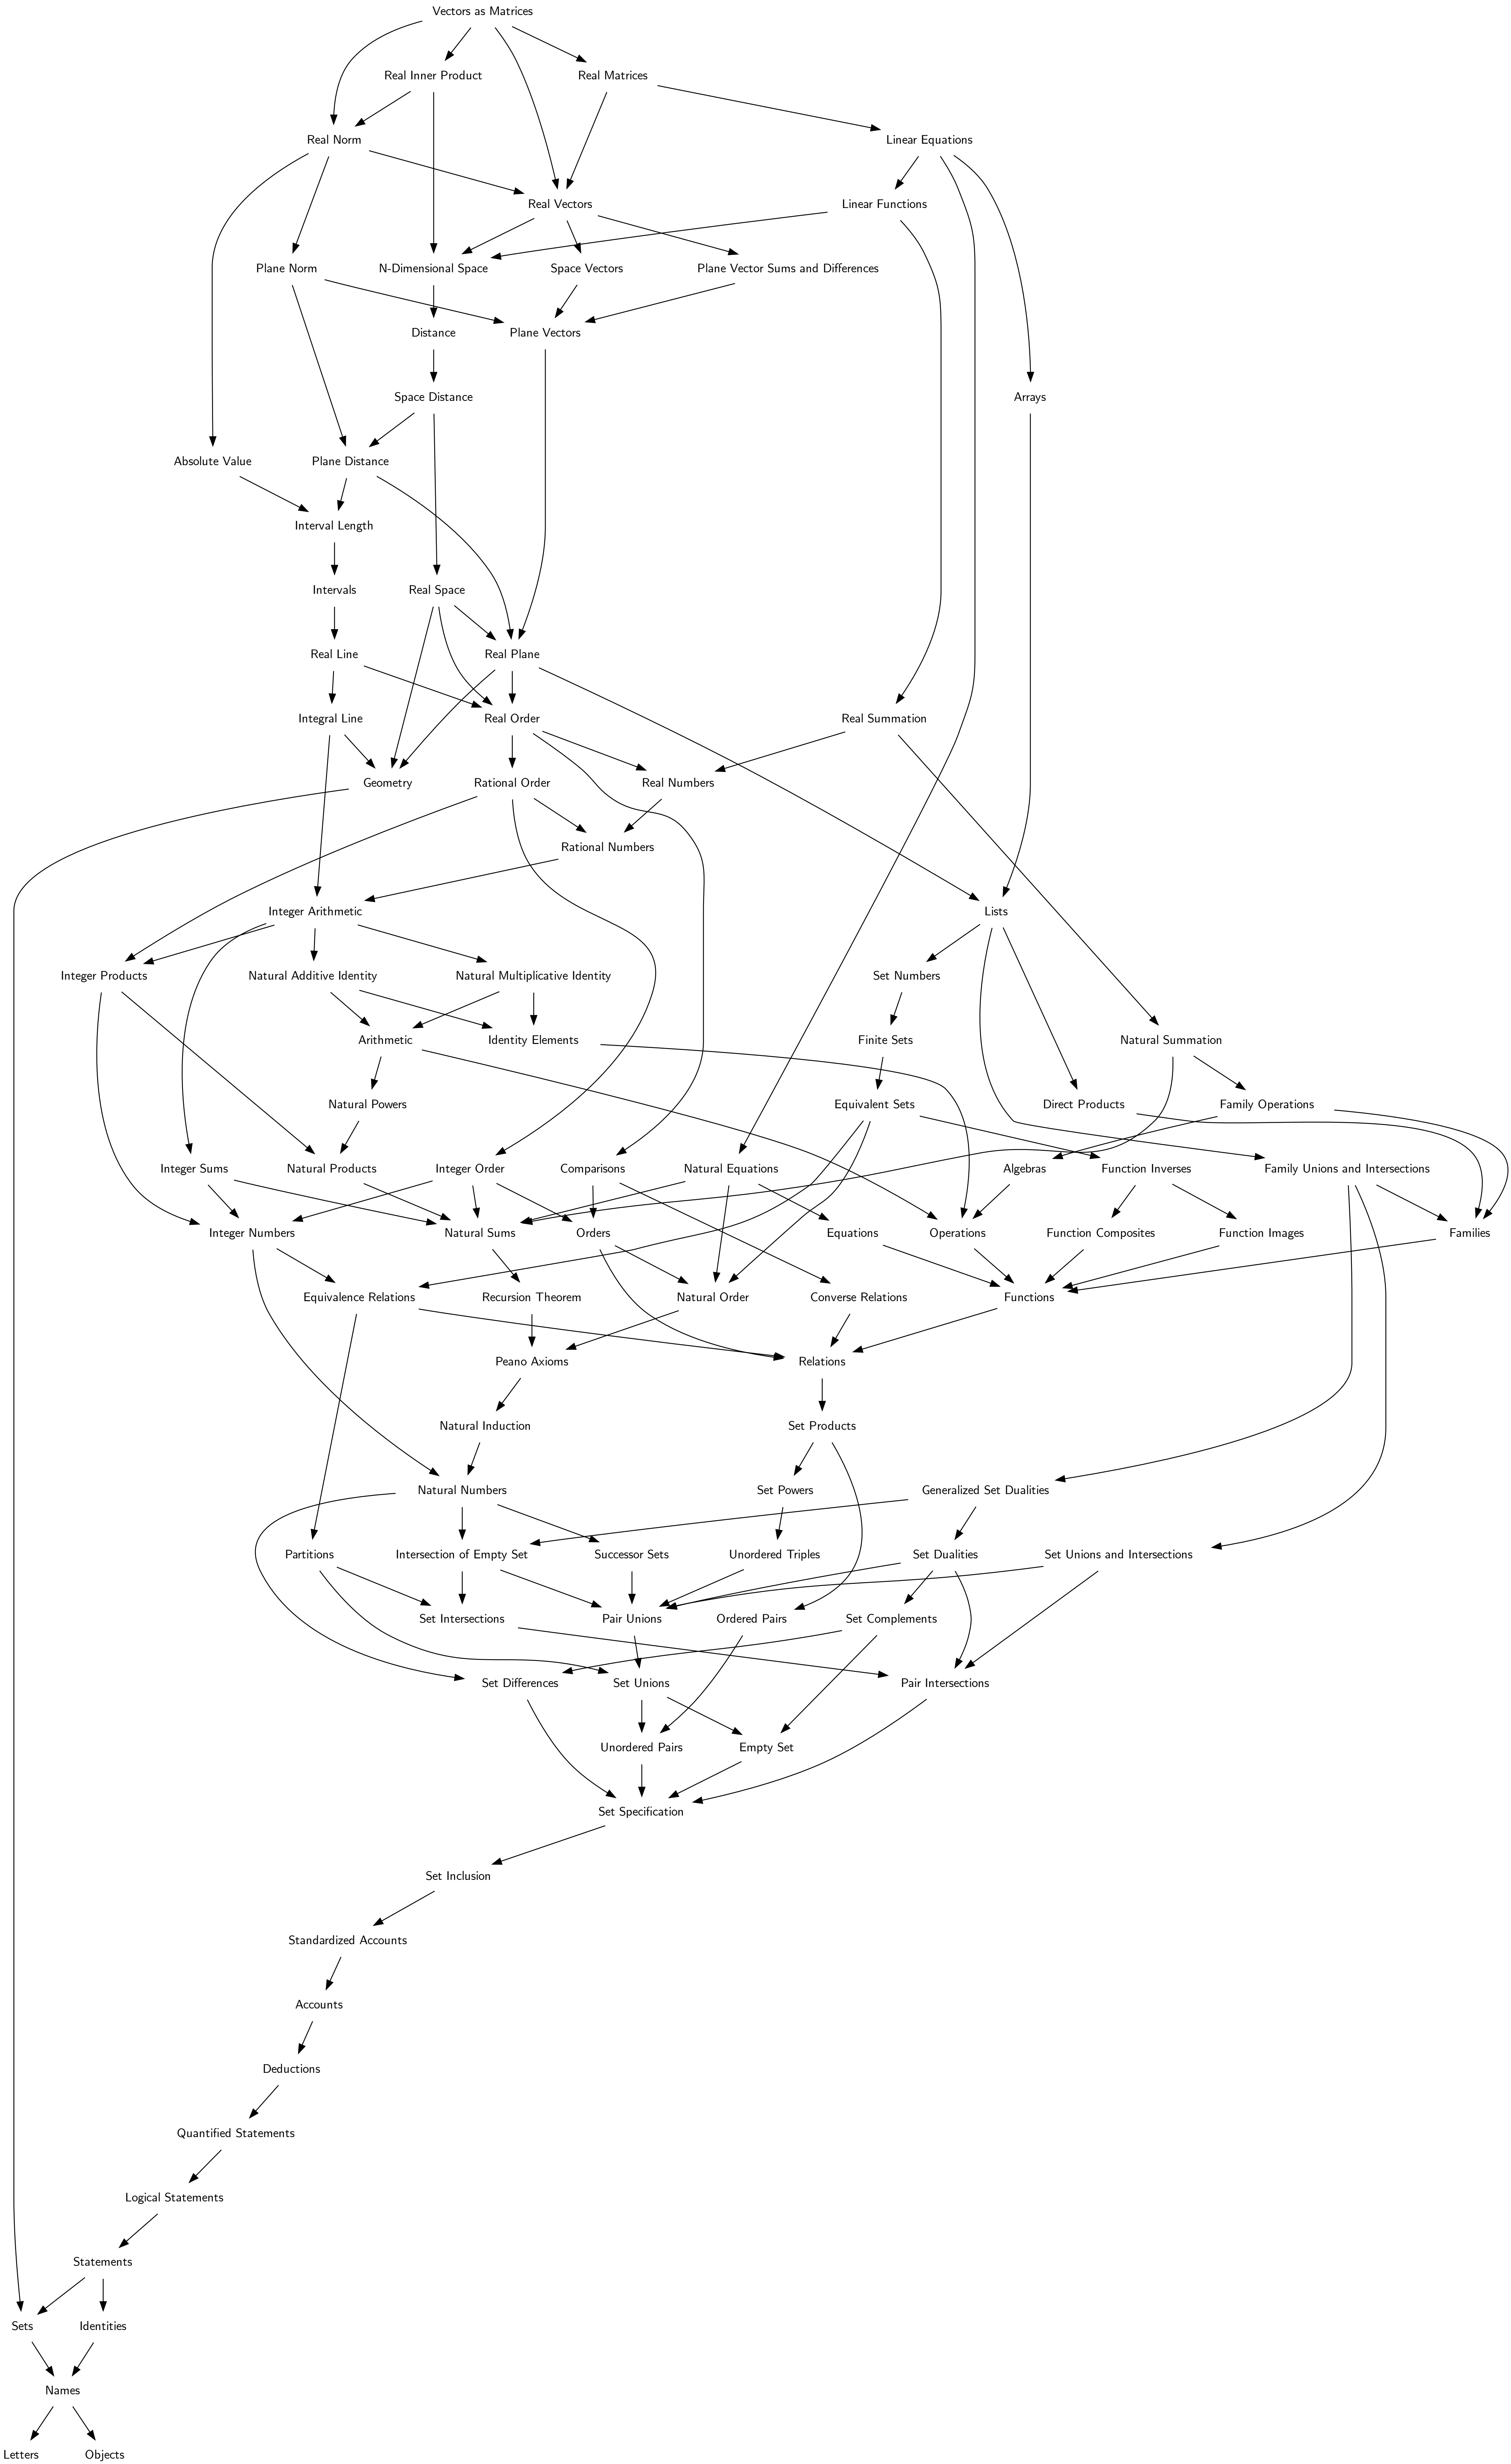 Vectors as Matrices
Real Inner Product
Real Matrices
Real Norm
Linear Equations
Real Vectors
Linear Functions
Plane Norm
N-Dimensional Space
Space Vectors
Plane Vector Sums and Differences
Distance
Plane Vectors
Space Distance
Arrays
Absolute Value
Plane Distance
Interval Length
Intervals
Real Space
Real Line
Real Plane
Integral Line
Real Order
Real Summation
Geometry
Rational Order
Real Numbers
Rational Numbers
Integer Arithmetic
Lists
Integer Products
Natural Additive Identity
Natural Multiplicative Identity
Set Numbers
Arithmetic
Identity Elements
Finite Sets
Natural Summation
Natural Powers
Equivalent Sets
Direct Products
Family Operations
Integer Sums
Natural Products
Integer Order
Comparisons
Natural Equations
Algebras
Function Inverses
Family Unions and Intersections
Integer Numbers
Natural Sums
Orders
Equations
Operations
Function Composites
Function Images
Families
Equivalence Relations
Recursion Theorem
Natural Order
Converse Relations
Functions
Peano Axioms
Relations
Natural Induction
Set Products
Natural Numbers
Set Powers
Generalized Set Dualities
Partitions
Intersection of Empty Set
Successor Sets
Unordered Triples
Set Dualities
Set Unions and Intersections
Set Intersections
Pair Unions
Ordered Pairs
Set Complements
Set Differences
Set Unions
Pair Intersections
Unordered Pairs
Empty Set
Set Specification
Set Inclusion
Standardized Accounts
Accounts
Deductions
Quantified Statements
Logical Statements
Statements
Sets
Identities
Names
Letters
Objects